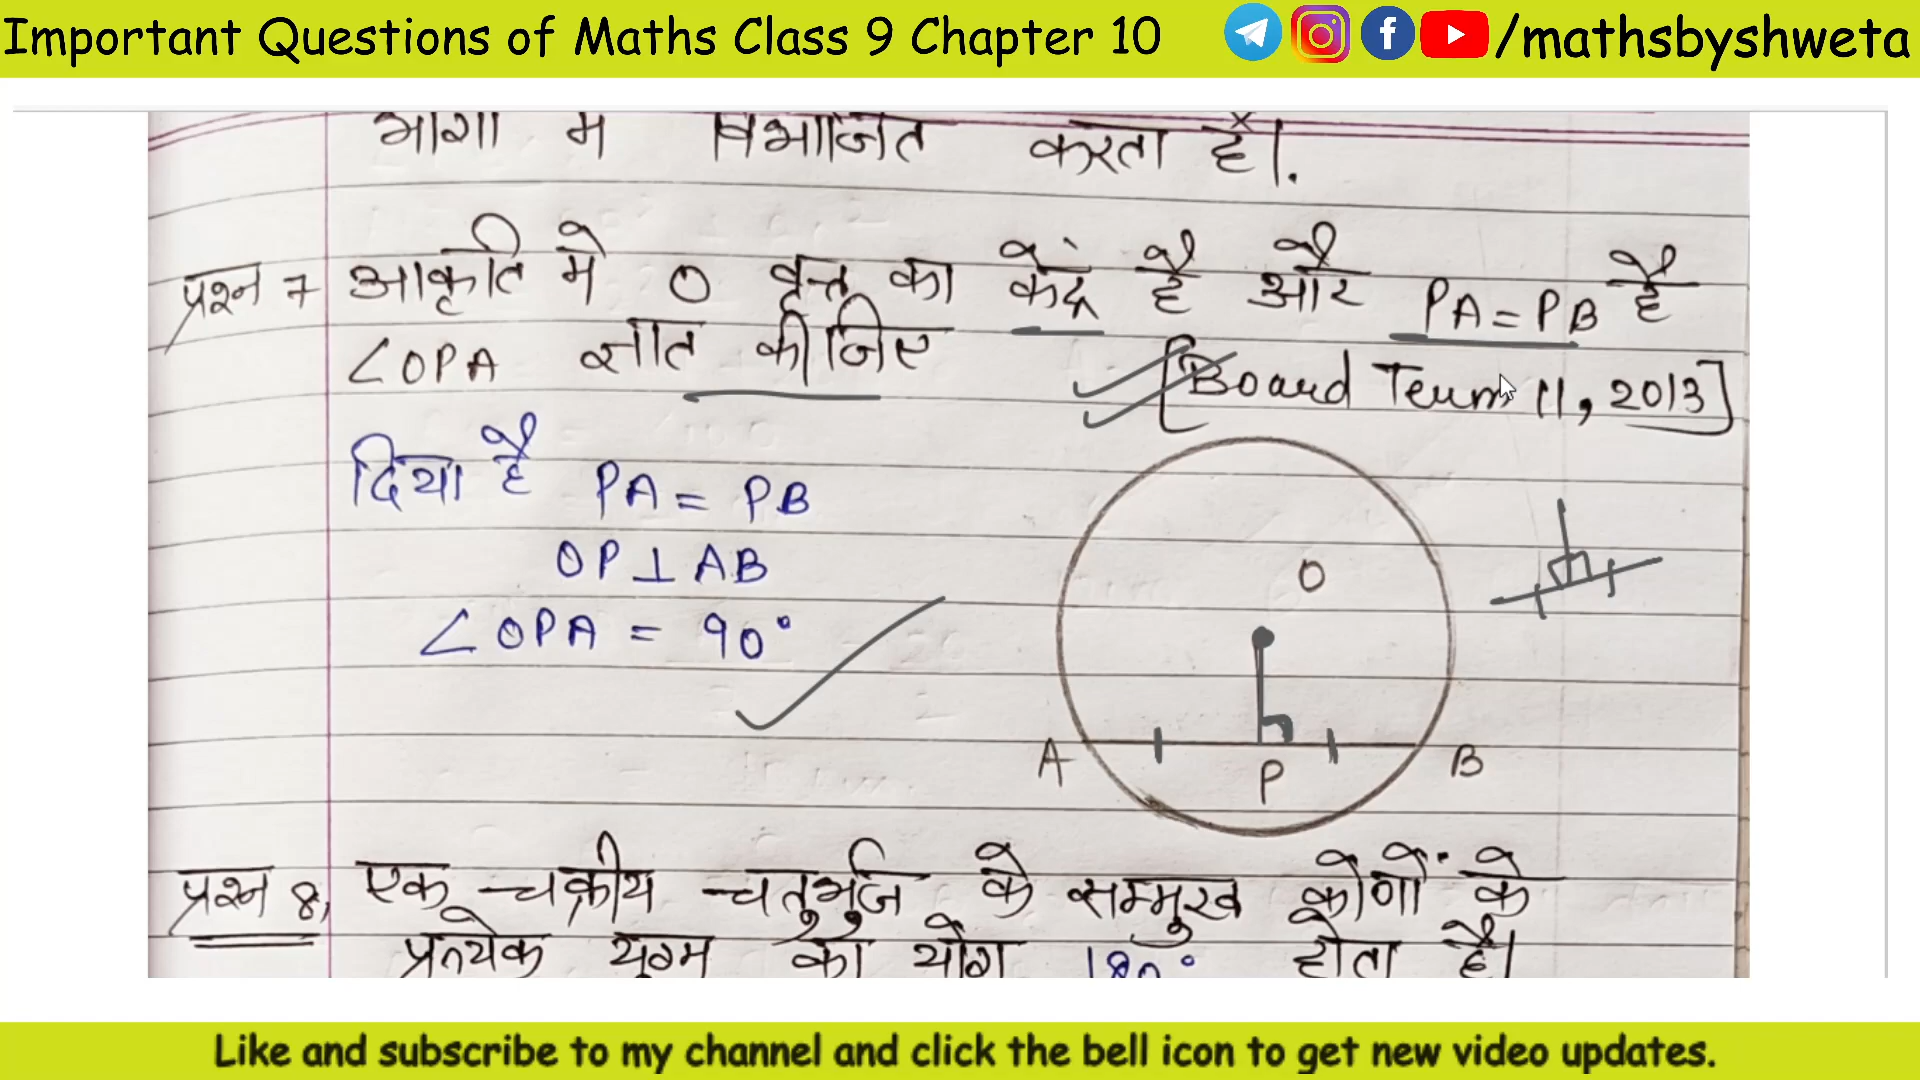 Important Questions of Maths Class 9 Chapter 10 /mathsbyshweta
भागों में विभाजित करता है।.
प्रश्न 7 आकृति में O वृत्त का केंद्र है और PA = PB है
∠OPA ज्ञात कीजिए
[Board Term 11, 2013]
दिया है PA = PB
OP ⊥ AB
∠OPA = 90°
O
A P B
प्रश्न 8, एक चक्रीय चतुर्भुज के सम्मुख कोणों के
प्रत्येक युग्म का योग 180° होता है।
Like and subscribe to my channel and click the bell icon to get new video updates.